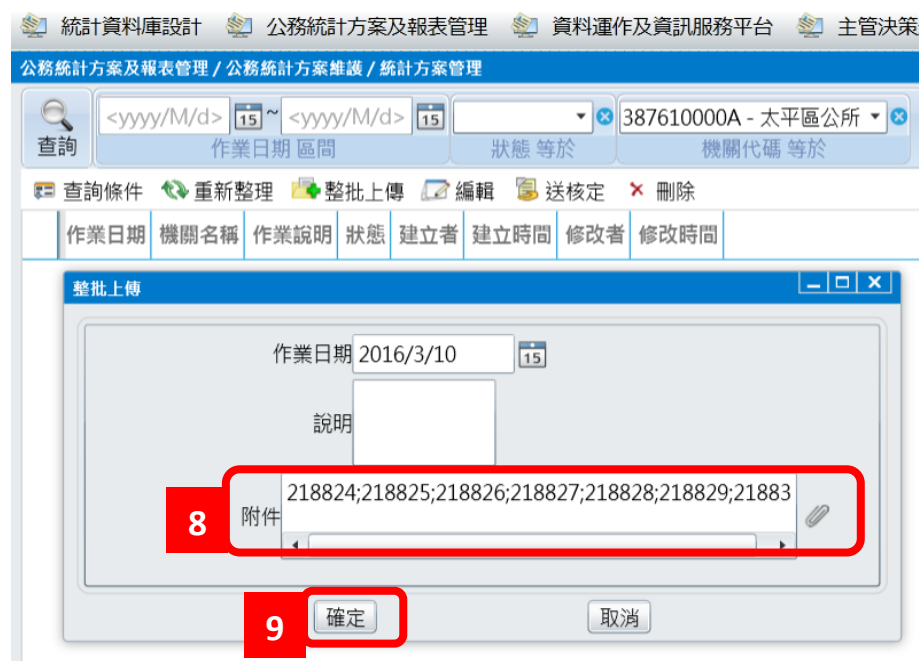 統計資料庫設計 公務統計方案及報表管理 資料運作及資訊服務平台 主管決策
公務統計方案及報表管理 / 公務統計方案維護 / 統計方案管理
查詢
<yyyy/M/d> 15 ~ <yyyy/M/d> 15 387610000A - 太平區公所
作業日期 區間 狀態 等於 機關代碼 等於
查詢條件 重新整理 整批上傳 編輯 送核定 刪除
作業日期 機關名稱 作業說明 狀態 建立者 建立時間 修改者 修改時間
整批上傳
作業日期 2016/3/10 15
說明
8 附件 218824;218825;218826;218827;218828;218829;21883
9 確定 取消